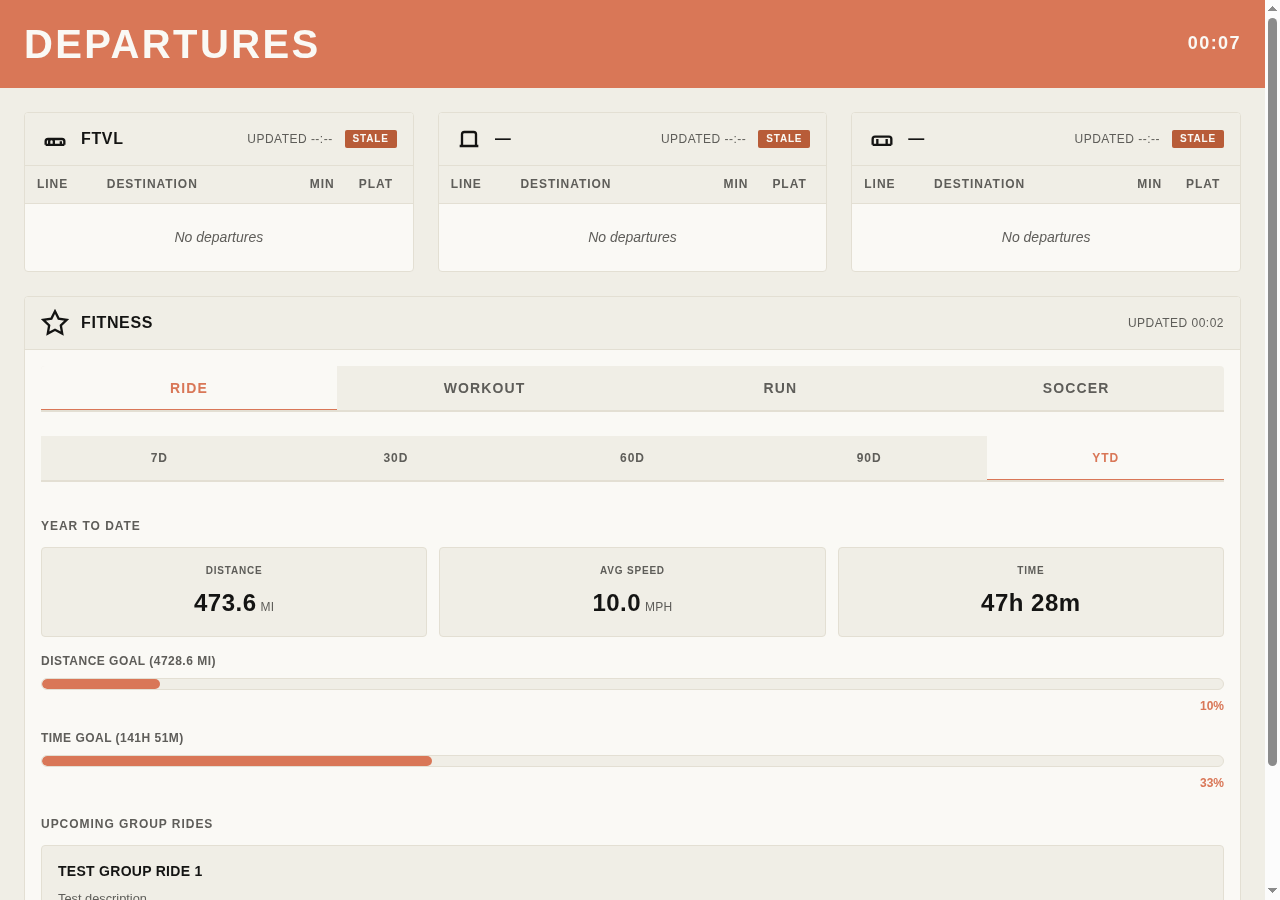 DEPARTURES
00:07
FTVL UPDATED --:-- STALE
LINE DESTINATION MIN PLAT
No departures
— UPDATED --:-- STALE
LINE DESTINATION MIN PLAT
No departures
— UPDATED --:-- STALE
LINE DESTINATION MIN PLAT
No departures
FITNESS
UPDATED 00:02
RIDE WORKOUT RUN SOCCER
7D 30D 60D 90D YTD
YEAR TO DATE
DISTANCE
473.6 MI
AVG SPEED
10.0 MPH
TIME
47h 28m
DISTANCE GOAL (4728.6 MI)
10%
TIME GOAL (141H 51M)
33%
UPCOMING GROUP RIDES
TEST GROUP RIDE 1
Test description